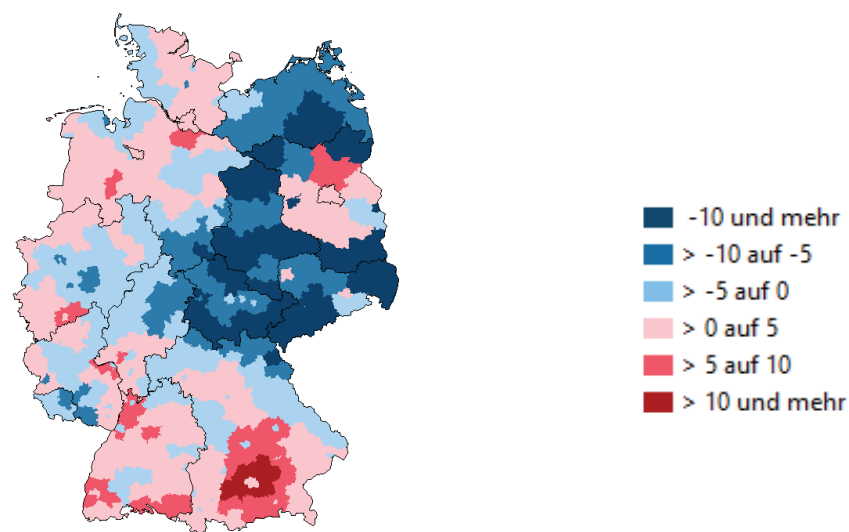 -10 und mehr
> -10 auf -5
> -5 auf 0
> 0 auf 5
> 5 auf 10
> 10 und mehr